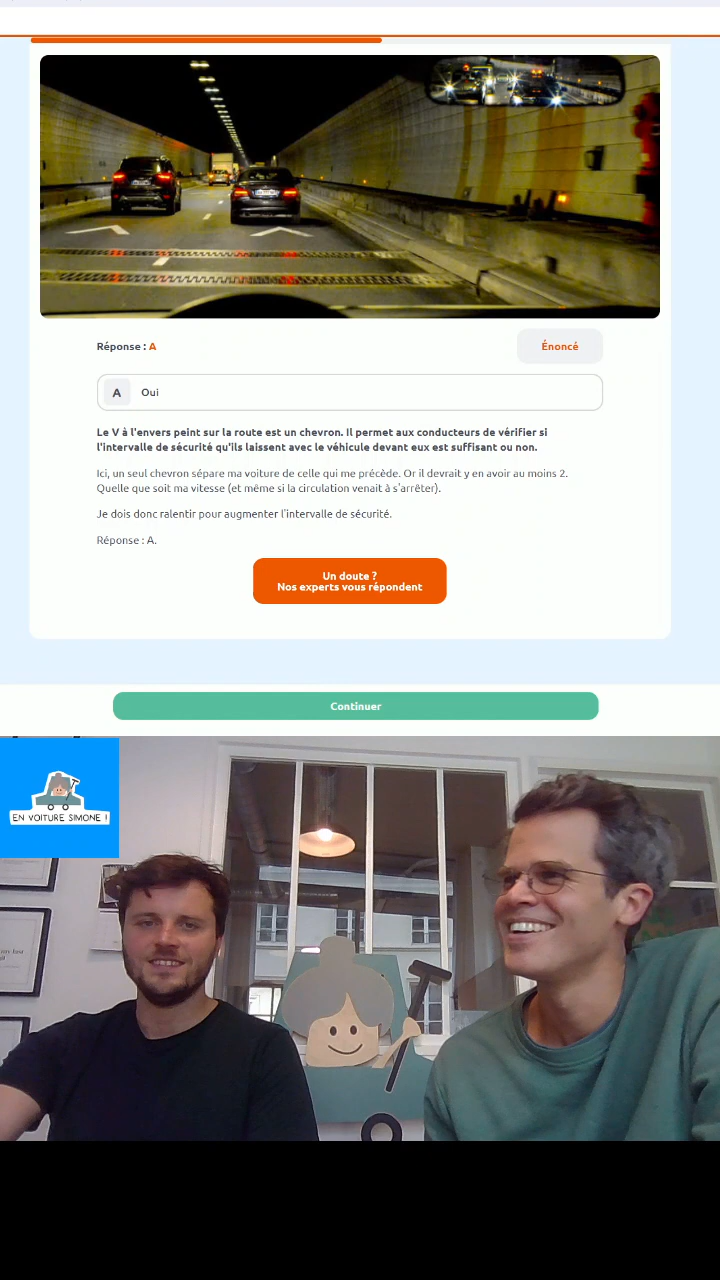 Réponse : A
Énoncé
A Oui
Le V à l'envers peint sur la route est un chevron. Il permet aux conducteurs de vérifier si
l'intervalle de sécurité qu'ils laissent avec le véhicule devant eux est suffisant ou non.
Ici, un seul chevron sépare ma voiture de celle qui me précède. Or il devrait y en avoir au moins 2.
Quelle que soit ma vitesse (et même si la circulation venait à s'arrêter).
Je dois donc ralentir pour augmenter l'intervalle de sécurité.
Réponse : A.
Un doute ?
Nos experts vous répondent
Continuer
EN VOITURE SIMONE !